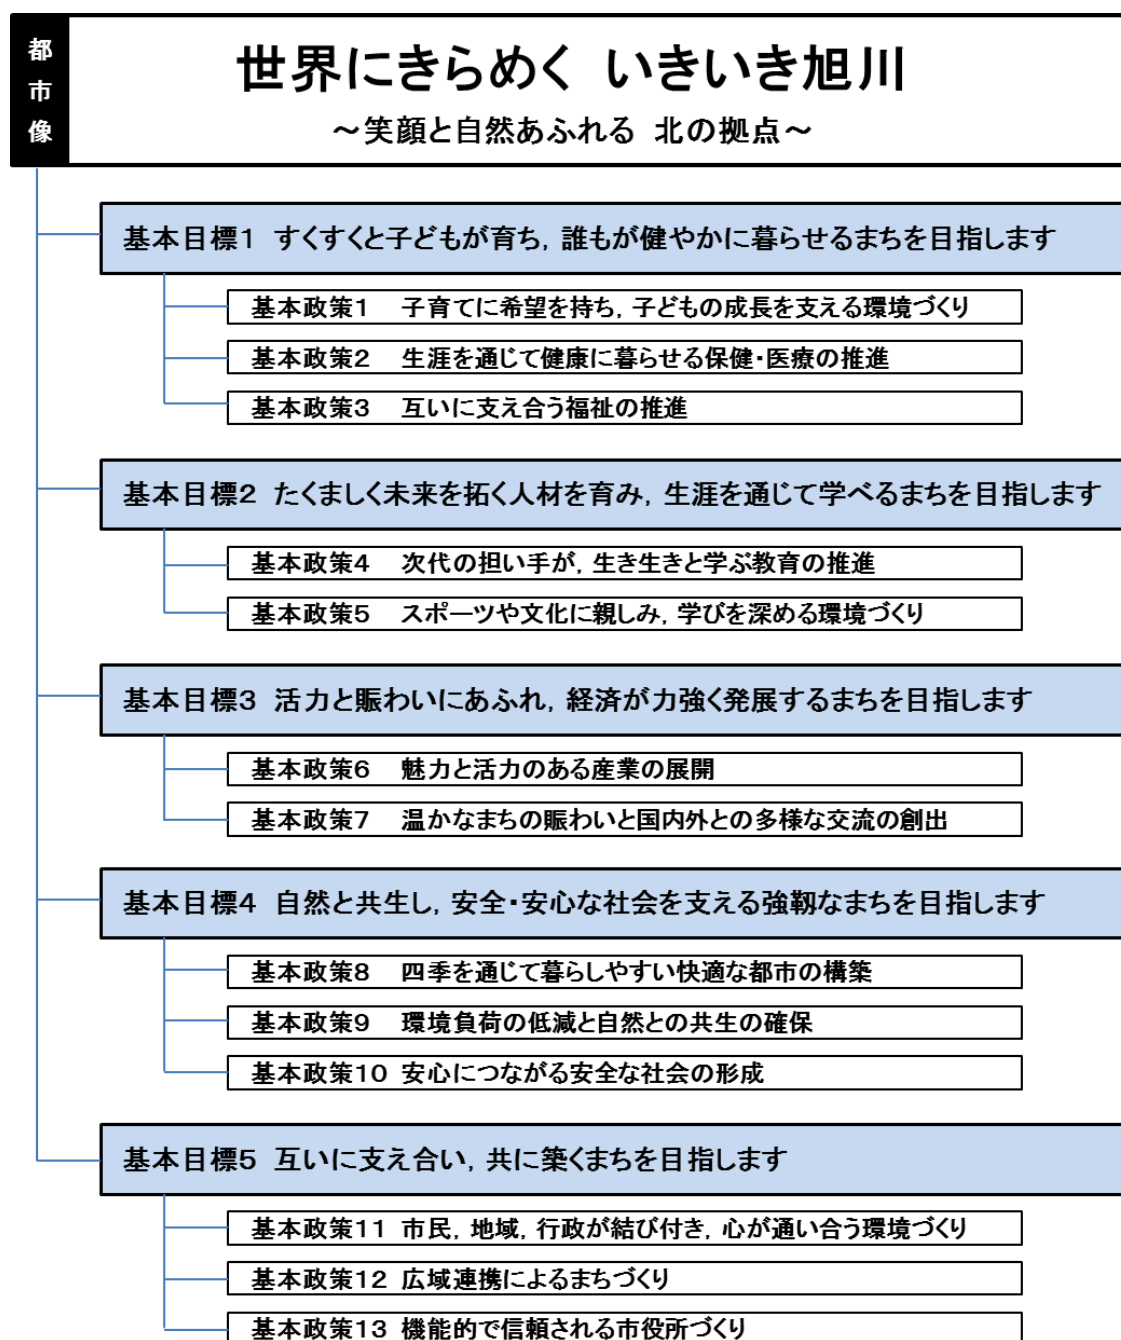 都市像
世界にきらめく いきいき旭川
～笑顔と自然あふれる 北の拠点～
基本目標1 すくすくと子どもが育ち，誰もが健やかに暮らせるまちを目指します
基本政策1 子育てに希望を持ち，子どもの成長を支える環境づくり
基本政策2 生涯を通じて健康に暮らせる保健・医療の推進
基本政策3 互いに支え合う福祉の推進
基本目標2 たくましく未来を拓く人材を育み，生涯を通じて学べるまちを目指します
基本政策4 次代の担い手が，生き生きと学ぶ教育の推進
基本政策5 スポーツや文化に親しみ，学びを深める環境づくり
基本目標3 活力と賑わいにあふれ，経済が力強く発展するまちを目指します
基本政策6 魅力と活力のある産業の展開
基本政策7 温かなまちの賑わいと国内外との多様な交流の創出
基本目標4 自然と共生し，安全・安心な社会を支える強靱なまちを目指します
基本政策8 四季を通じて暮らしやすい快適な都市の構築
基本政策9 環境負荷の低減と自然との共生の確保
基本政策10 安心につながる安全な社会の形成
基本目標5 互いに支え合い，共に築くまちを目指します
基本政策11 市民，地域，行政が結び付き，心が通い合う環境づくり
基本政策12 広域連携によるまちづくり
基本政策13 機能的で信頼される市役所づくり